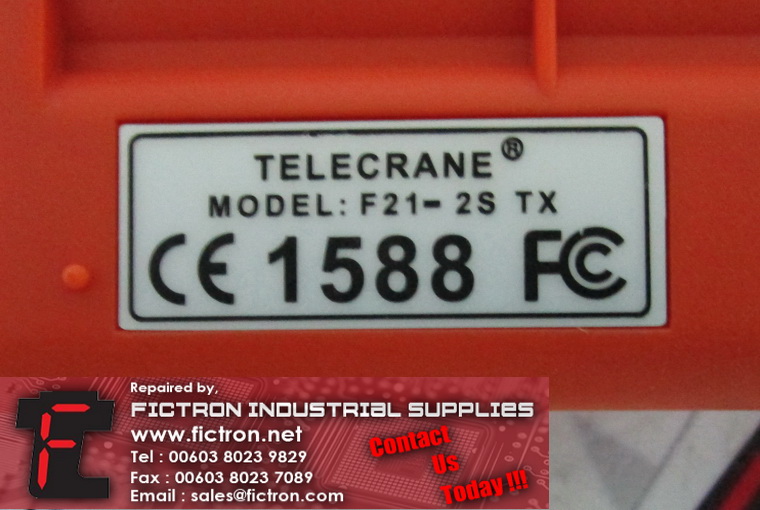 TELECRANE®
MODEL: F21- 2S TX
CE 1588 FC
Repaired by,
FICTRON INDUSTRIAL SUPPLIES
www.fictron.net
Tel : 00603 8023 9829
Fax : 00603 8023 7089
Email : sales@fictron.com
Contact
Us
Today !!!